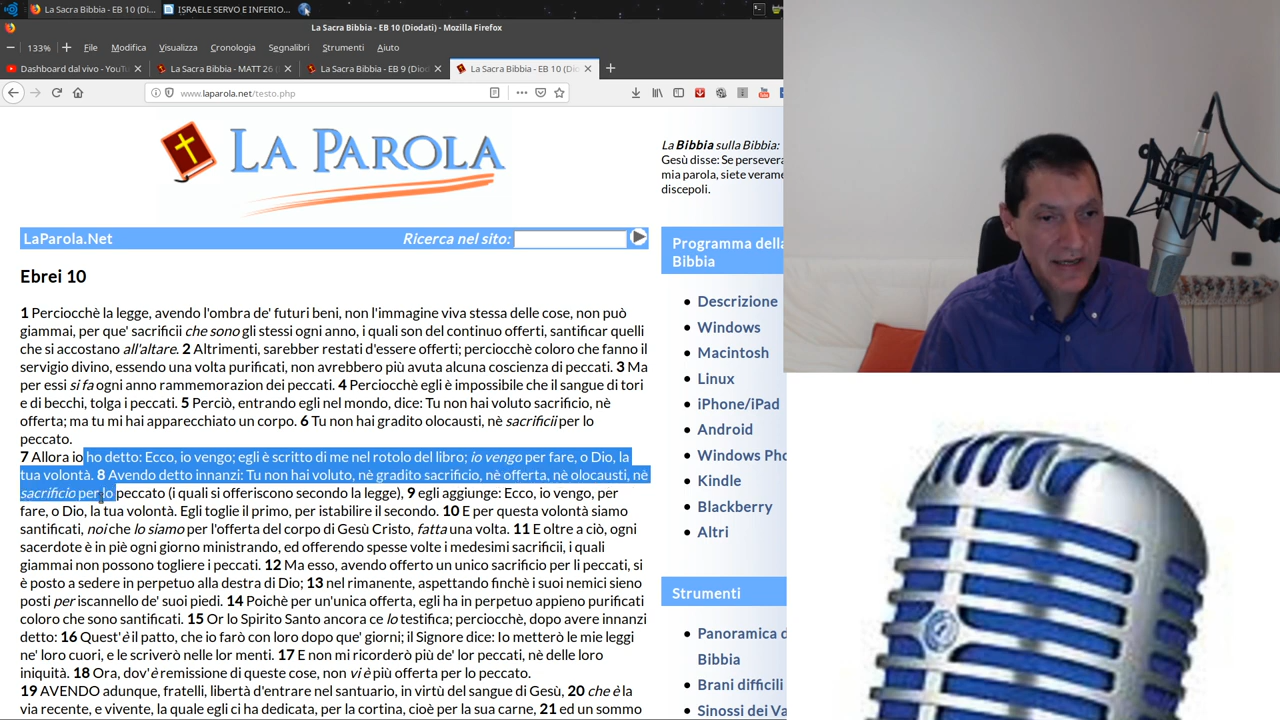 La Sacra Bibbia - EB 10 (Di...
ISRAELE SERVO E INFERIO...
La Sacra Bibbia - EB 10 (Diodati) - Mozilla Firefox
133%
File Modifica Visualizza Cronologia Segnalibri Strumenti Aiuto
Dashboard dal vivo - YouTu
La Sacra Bibbia - MATT 26 (
La Sacra Bibbia - EB 9 (Diod
La Sacra Bibbia - EB 10 (Dio
www.laparola.net/testo.php
LA PAROLA
La Bibbia sulla Bibbia:
Gesù disse: Se persevera
mia parola, siete verame
discepoli.
LaParola.Net
Ricerca nel sito:
Ebrei 10
1 Perciocchè la legge, avendo l'ombra de' futuri beni, non l'immagine viva stessa delle cose, non può
giammai, per que' sacrificii che sono gli stessi ogni anno, i quali son del continuo offerti, santificar quelli
che si accostano all'altare. 2 Altrimenti, sarebber restati d'essere offerti; perciocchè coloro che fanno il
servigio divino, essendo una volta purificati, non avrebbero più avuta alcuna coscienza di peccati. 3 Ma
per essi si fa ogni anno rammemorazion dei peccati. 4 Perciocchè egli è impossibile che il sangue di tori
e di becchi, tolga i peccati. 5 Perciò, entrando egli nel mondo, dice: Tu non hai voluto sacrificio, nè
offerta; ma tu mi hai apparecchiato un corpo. 6 Tu non hai gradito olocausti, nè sacrificii per lo
peccato.
7 Allora io ho detto: Ecco, io vengo; egli è scritto di me nel rotolo del libro; io vengo per fare, o Dio, la
tua volontà. 8 Avendo detto innanzi: Tu non hai voluto, nè gradito sacrificio, nè offerta, nè olocausti, nè
sacrificio per lo peccato (i quali si offeriscono secondo la legge), 9 egli aggiunge: Ecco, io vengo, per
fare, o Dio, la tua volontà. Egli toglie il primo, per istabilire il secondo. 10 E per questa volontà siamo
santificati, noi che lo siamo per l'offerta del corpo di Gesù Cristo, fatta una volta. 11 E oltre a ciò, ogni
sacerdote è in piè ogni giorno ministrando, ed offerendo spesse volte i medesimi sacrificii, i quali
giammai non possono togliere i peccati. 12 Ma esso, avendo offerto un unico sacrificio per li peccati, si
è posto a sedere in perpetuo alla destra di Dio; 13 nel rimanente, aspettando finchè i suoi nemici sieno
posti per iscannello de' suoi piedi. 14 Poichè per un'unica offerta, egli ha in perpetuo appieno purificati
coloro che sono santificati. 15 Or lo Spirito Santo ancora ce lo testifica; perciocchè, dopo avere innanzi
detto: 16 Quest'è il patto, che io farò con loro dopo que' giorni; il Signore dice: Io metterò le mie leggi
ne' loro cuori, e le scriverò nelle lor menti. 17 E non mi ricorderò più de' lor peccati, nè delle loro
iniquità. 18 Ora, dov'è remissione di queste cose, non vi è più offerta per lo peccato.
19 AVENDO adunque, fratelli, libertà d'entrare nel santuario, in virtù del sangue di Gesù, 20 che è la
via recente, e vivente, la quale egli ci ha dedicata, per la cortina, cioè per la sua carne, 21 ed un sommo
Programma della
Bibbia
Descrizione
Windows
Macintosh
Linux
iPhone/iPad
Android
Windows Pho
Kindle
Blackberry
Altri
Strumenti
Panoramica d
Bibbia
Brani difficili
Sinossi dei Va